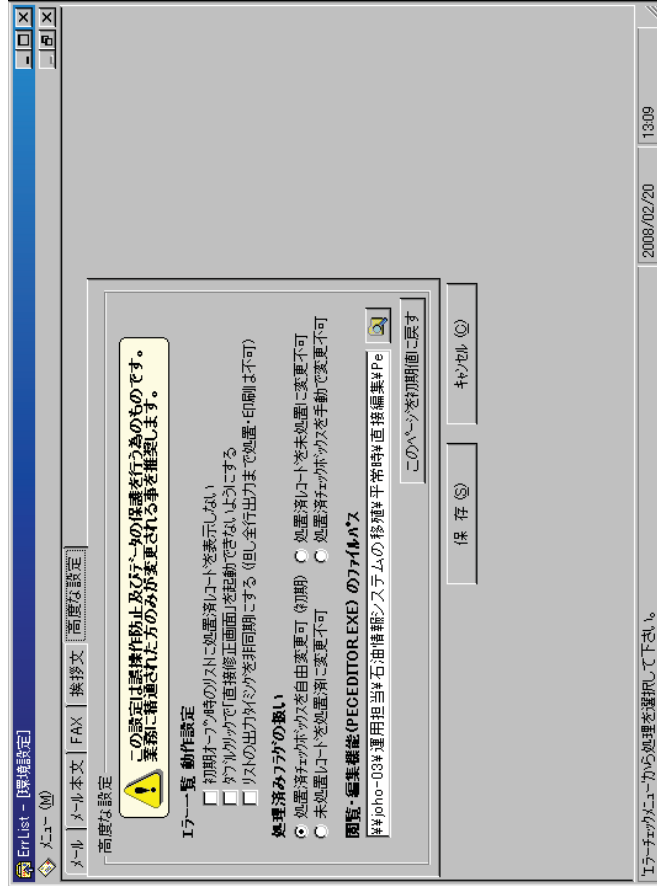 ErrList - [環境設定]
メニュー(M)
メール
メール本文
FAX
挨拶文
高度な設定
高度な設定
この設定は誤操作防止及びデータの保護を行う為のものです。
業務に精通された方のみが変更される事を推奨します。
エラー一覧 動作設定
初期オープン時のリストに処置済レコードを表示しない
ダブルクリックで「直接修正画面」を起動できないようにする
リストの出力タイミングを非同期にする (但し全行出力まで処置・印刷は不可)
処理済みフラグの扱い
処置済チェックボックスを自由変更可 (初期)
処置済レコードを未処置に変更不可
未処置レコードを処置済に変更不可
処置済チェックボックスを手動で変更不可
閲覧・編集機能(PECEDITOR.EXE) のファイルパス
¥¥joho-03¥運用担当¥石油情報システムの移殖¥平常時¥直接編集¥Pe
このページを初期値に戻す
保 存 (S)
キャンセル (C)
'エラーチェックメニュー'から処理を選択して下さい。
2008/02/20
13:09